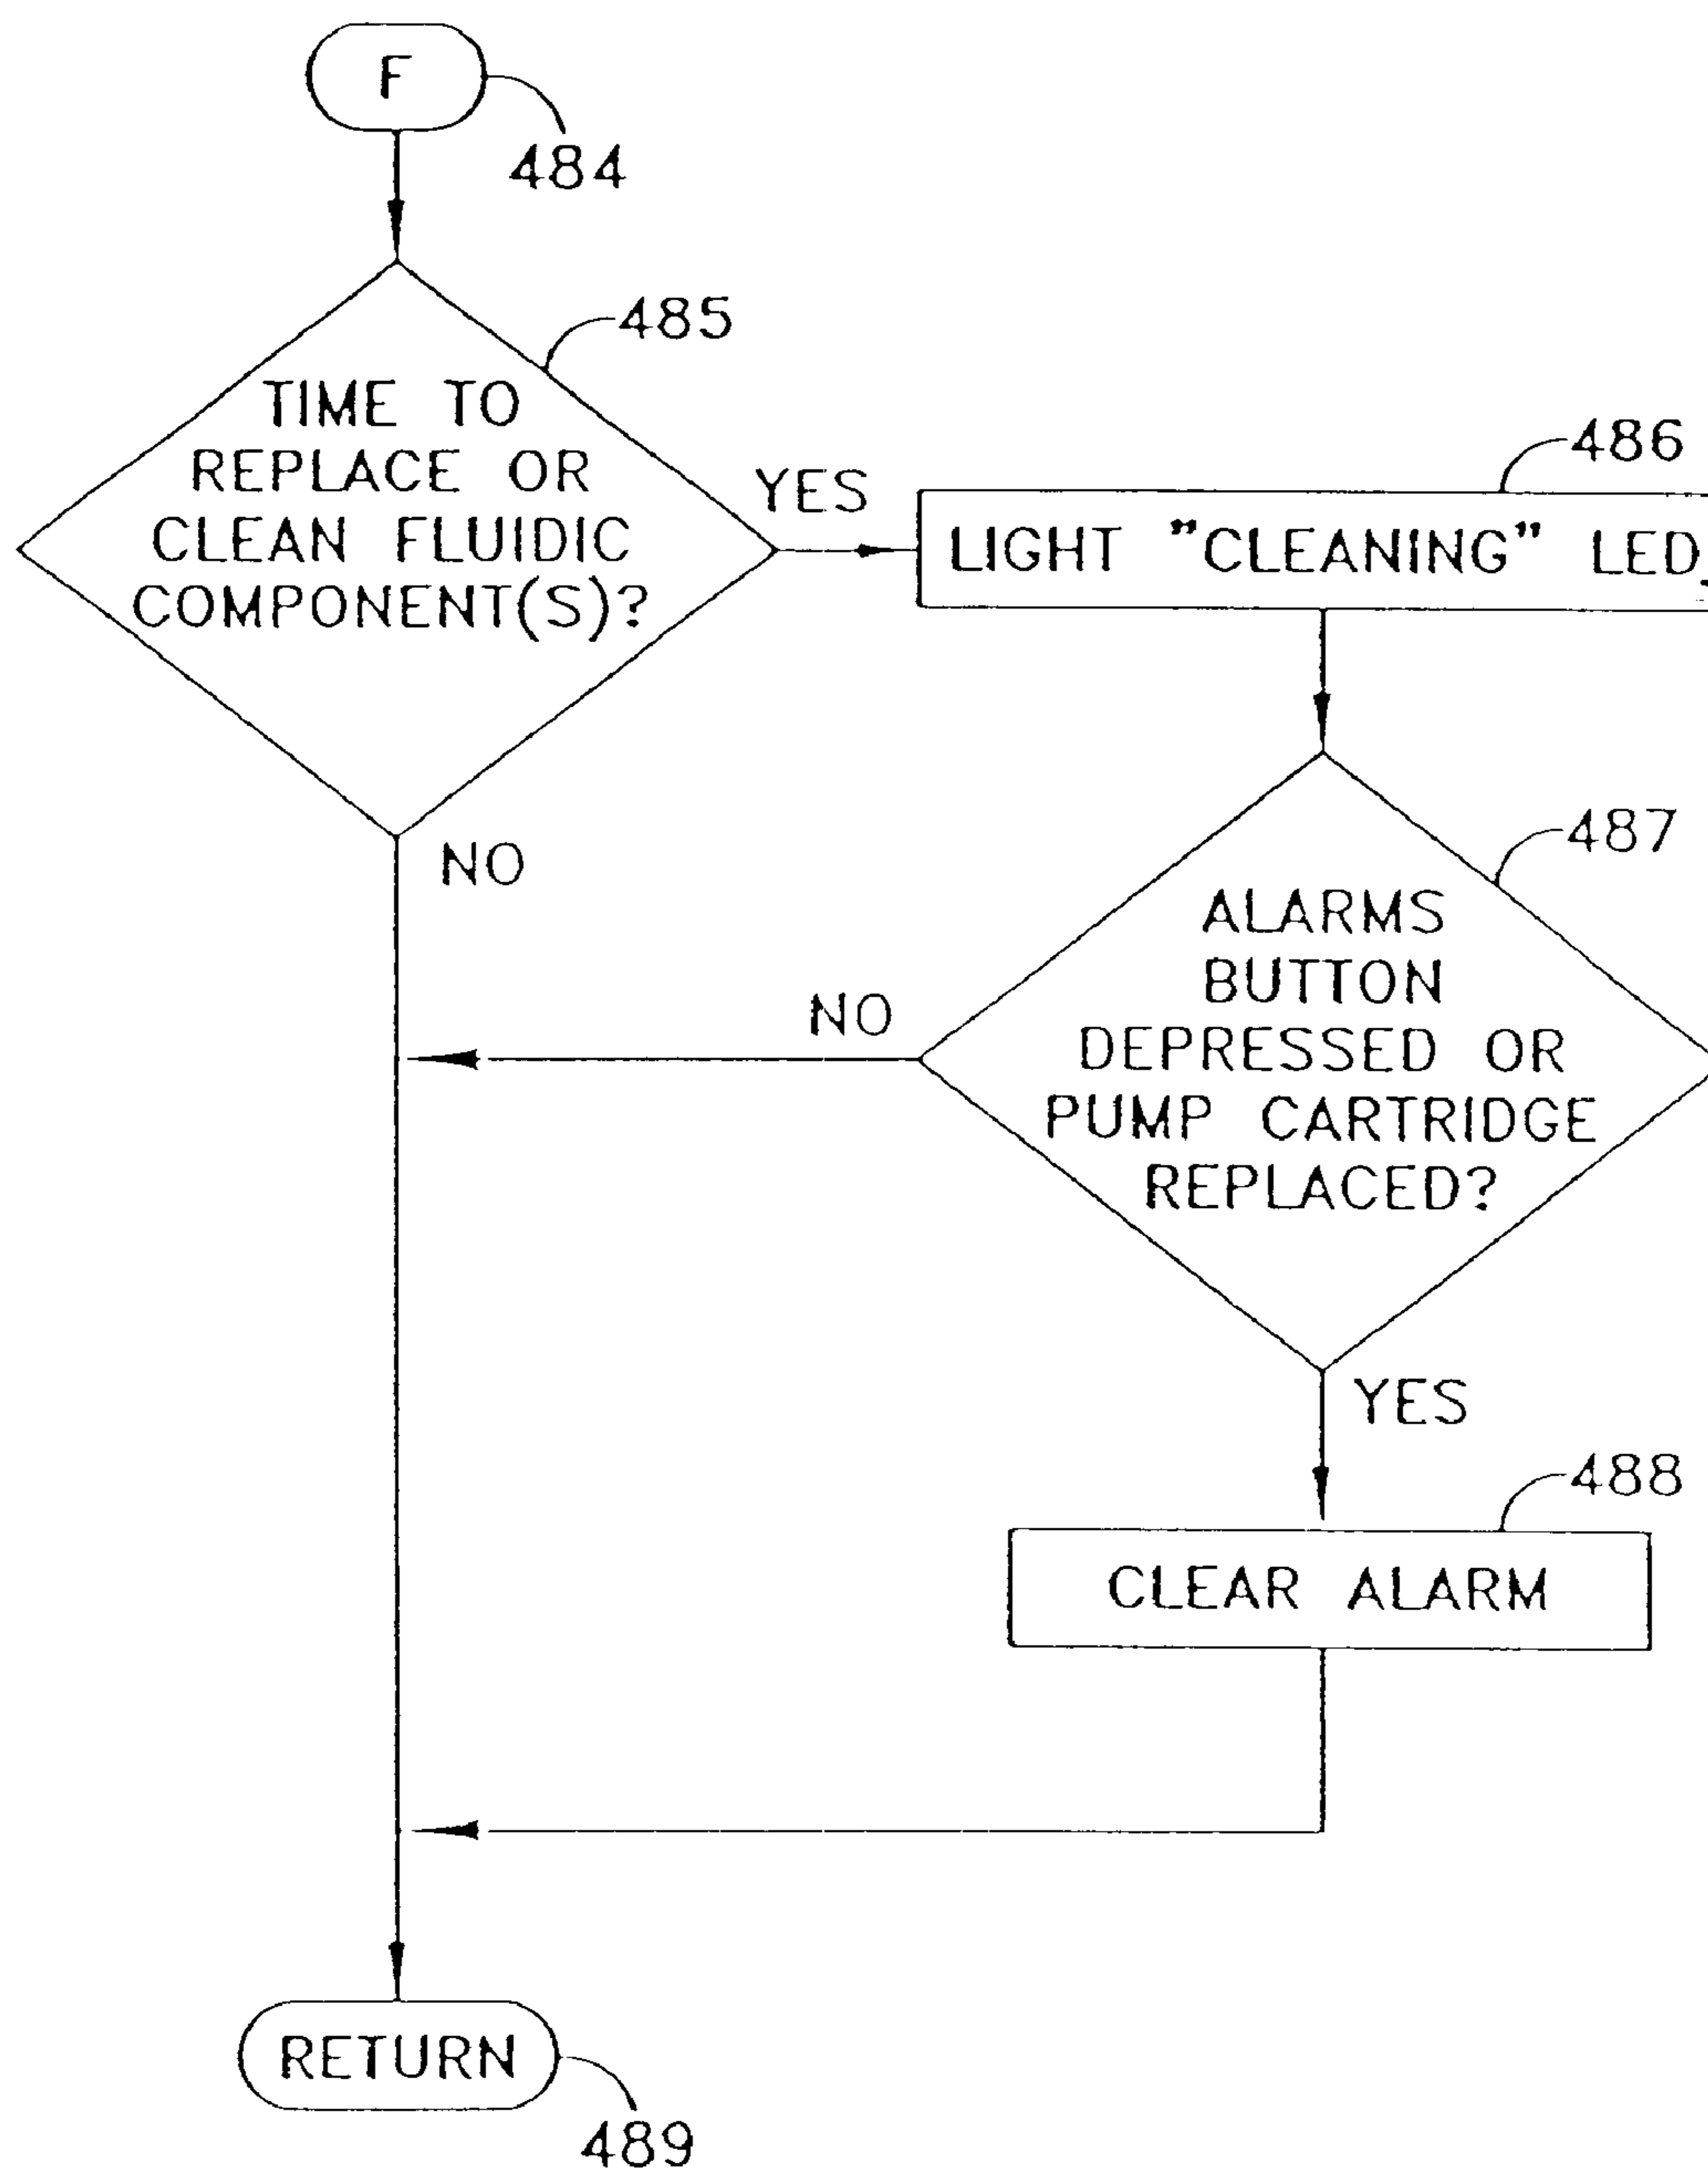 F
484
485
TIME TO
REPLACE OR
CLEAN FLUIDIC
COMPONENT(S)?
YES
486
LIGHT "CLEANING" LED
NO
487
ALARMS
BUTTON
DEPRESSED OR
PUMP CARTRIDGE
REPLACED?
NO
YES
488
CLEAR ALARM
RETURN
489